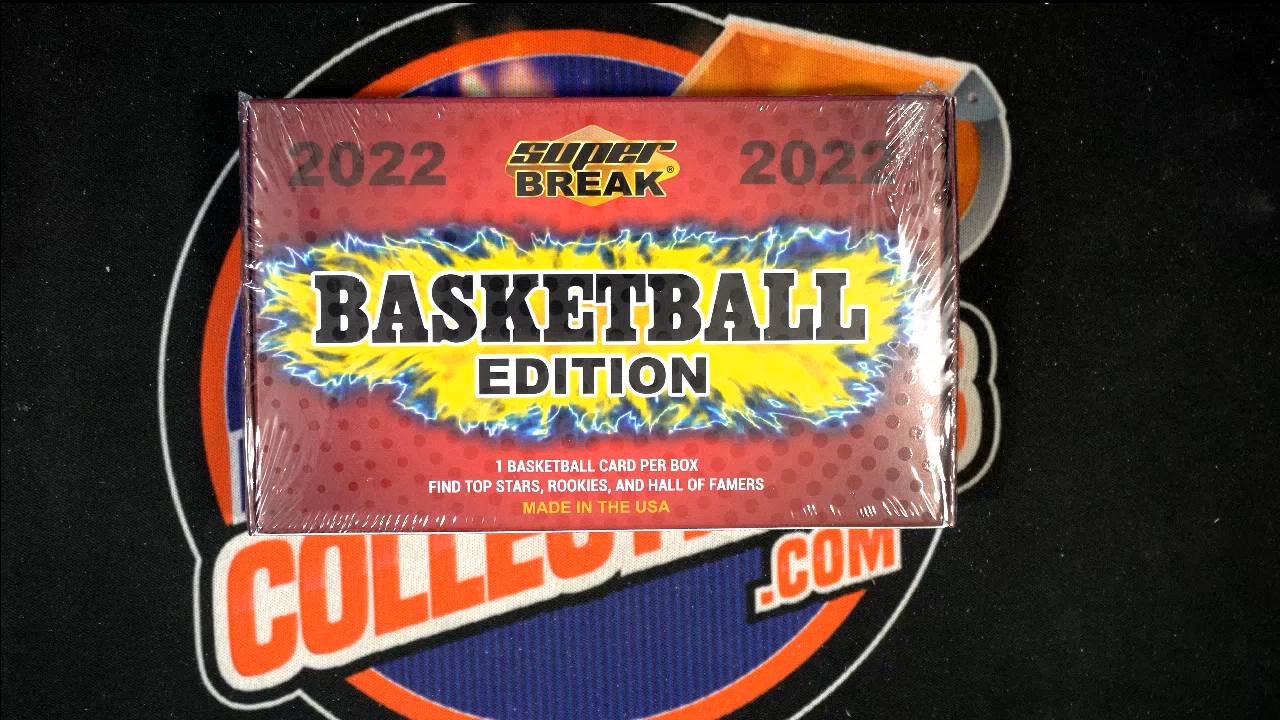 2022
super
BREAK®
2022
BASKETBALL
EDITION
1 BASKETBALL CARD PER BOX
FIND TOP STARS, ROOKIES, AND HALL OF FAMERS
MADE IN THE USA
.COM